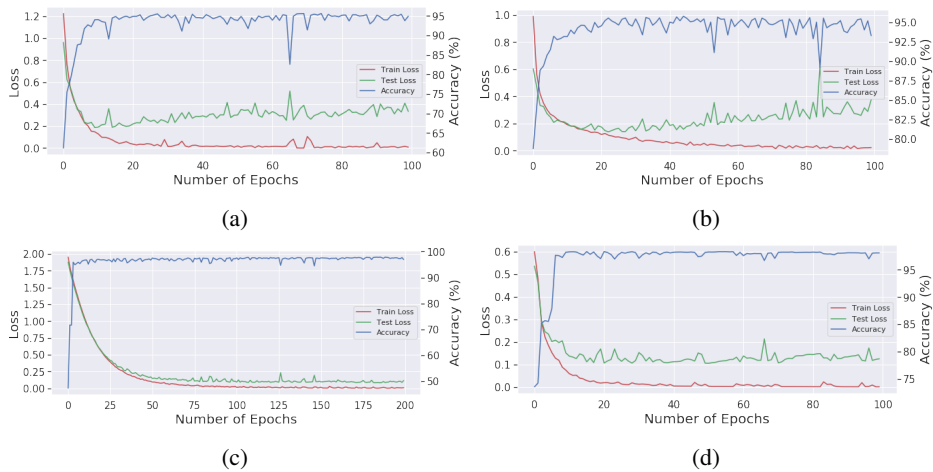 1.2
1.0
0.8
0.6
0.4
0.2
0.0
Loss
95
90
85
80
75
70
65
60
Accuracy (%)
Train Loss
Test Loss
Accuracy
0 20 40 60 80 100
Number of Epochs
(a)
1.0
0.8
0.6
0.4
0.2
0.0
Loss
95.0
92.5
90.0
87.5
85.0
82.5
80.0
Accuracy (%)
Train Loss
Test Loss
Accuracy
0 20 40 60 80 100
Number of Epochs
(b)
2.00
1.75
1.50
1.25
1.00
0.75
0.50
0.25
0.00
Loss
100
90
80
70
60
50
Accuracy (%)
Train Loss
Test Loss
Accuracy
0 25 50 75 100 125 150 175 200
Number of Epochs
(c)
0.6
0.5
0.4
0.3
0.2
0.1
0.0
Loss
95
90
85
80
75
Accuracy (%)
Train Loss
Test Loss
Accuracy
0 20 40 60 80 100
Number of Epochs
(d)